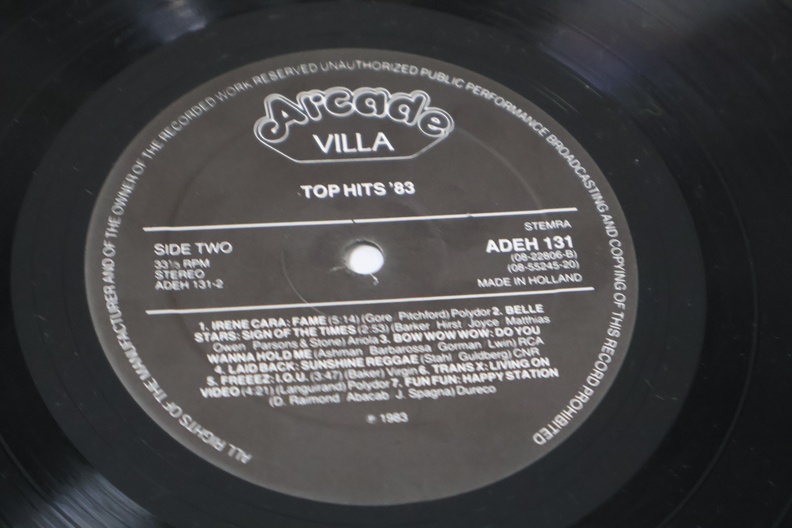 ALL RIGHTS OF THE MANUFACTURER AND OF THE OWNER OF THE RECORDED WORK RESERVED UNAUTHORIZED PUBLIC PERFORMANCE BROADCASTING AND COPYING OF THIS RECORD PROHIBITED
Arcade
VILLA
TOP HITS '83
SIDE TWO
33⅓ RPM
STEREO
ADEH 131-2
STEMRA
ADEH 131
(08-22806-B)
(08-55245-20)
MADE IN HOLLAND
1. IRENE CARA: FAME (5:14) (Gore Pitchford) Polydor 2. BELLE
STARS: SIGN OF THE TIMES (2:53) (Barker Hirst Joyce Matthias
Owen Parsons & Stone) Ariola 3. BOW WOW WOW: DO YOU
WANNA HOLD ME (Ashman Barbarossa Gorman Lwin) RCA
4. LAID BACK: SUNSHINE REGGAE (Stahl Guldberg) CNR
5. FREEEZ: I.O.U. (3:47) (Baker) Virgin 6. TRANS X: LIVING ON
VIDEO (4:21) (Languirand) Polydor 7. FUN FUN: HAPPY STATION
(D. Raimond Abacab J. Spagna) Dureco
℗ 1983